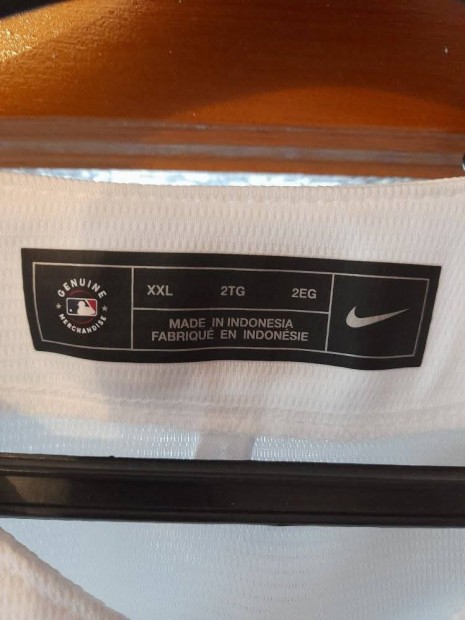 GENUINE
MERCHANDISE
XXL 2TG 2EG
MADE IN INDONESIA
FABRIQUÉ EN INDONÉSIE